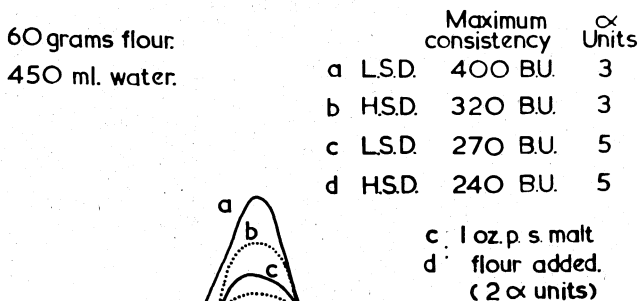 60 grams flour.
450 ml. water.
Maximum consistency
∝ Units
a L.S.D. 400 B.U. 3
b H.S.D. 320 B.U. 3
c L.S.D. 270 B.U. 5
d H.S.D. 240 B.U. 5
a
b
c
c : 1 oz. p. s. malt
d flour added.
(2 ∝ units)